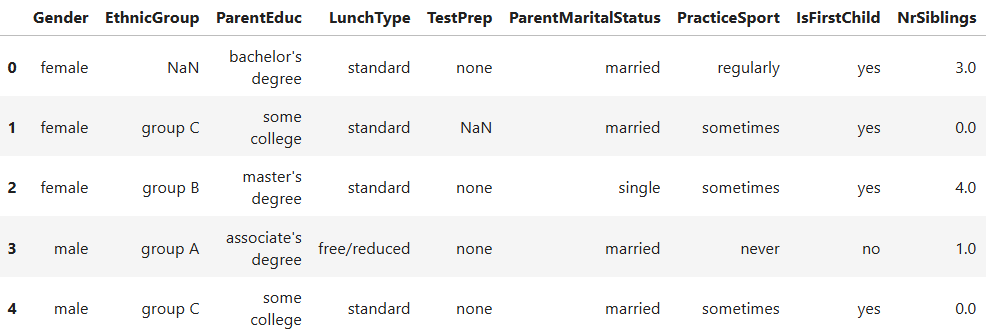 Gender EthnicGroup ParentEduc LunchType TestPrep ParentMaritalStatus PracticeSport IsFirstChild NrSiblings
0 female NaN bachelor's degree standard none married regularly yes 3.0
1 female group C some college standard NaN married sometimes yes 0.0
2 female group B master's degree standard none single sometimes yes 4.0
3 male group A associate's degree free/reduced none married never no 1.0
4 male group C some college standard none married sometimes yes 0.0